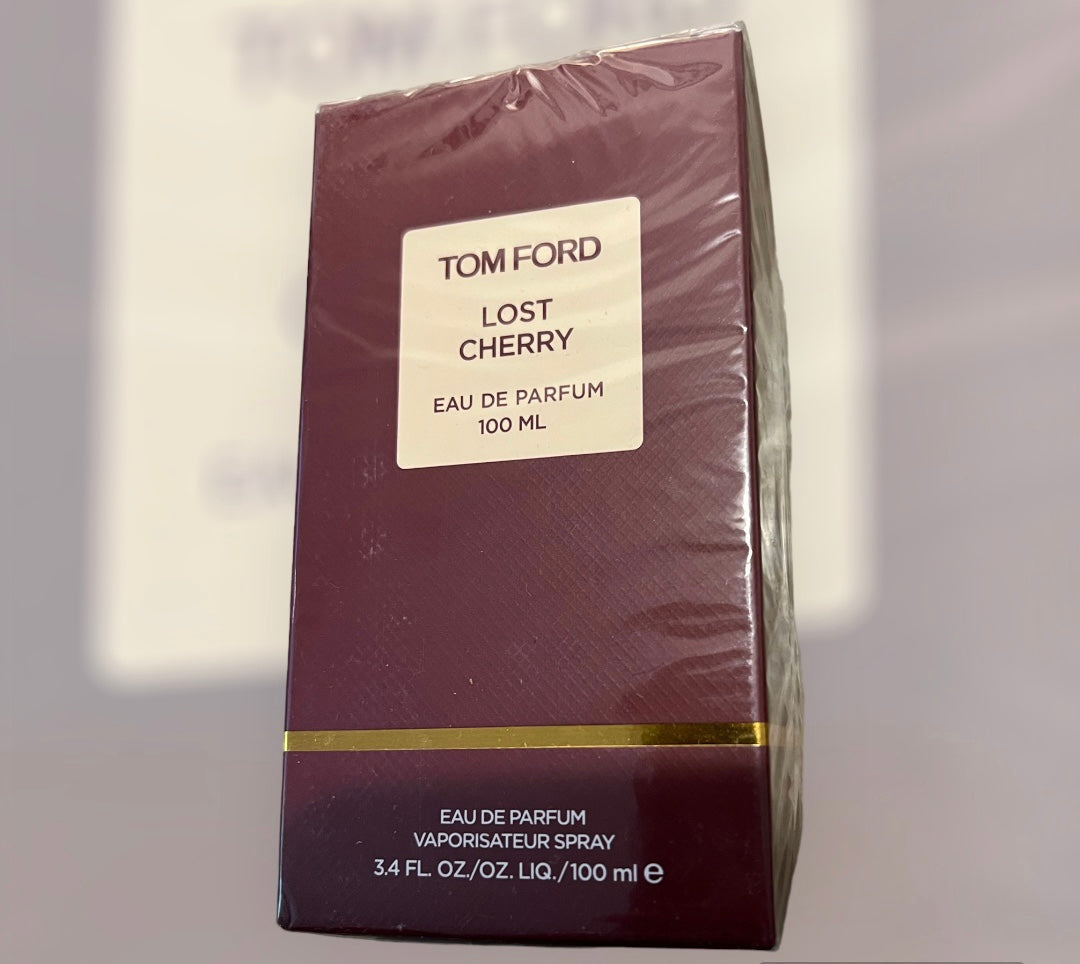 TOM FORD
LOST
CHERRY
EAU DE PARFUM
100 ML
EAU DE PARFUM
VAPORISATEUR SPRAY
3.4 FL. OZ./OZ. LIQ./100 ml ℮